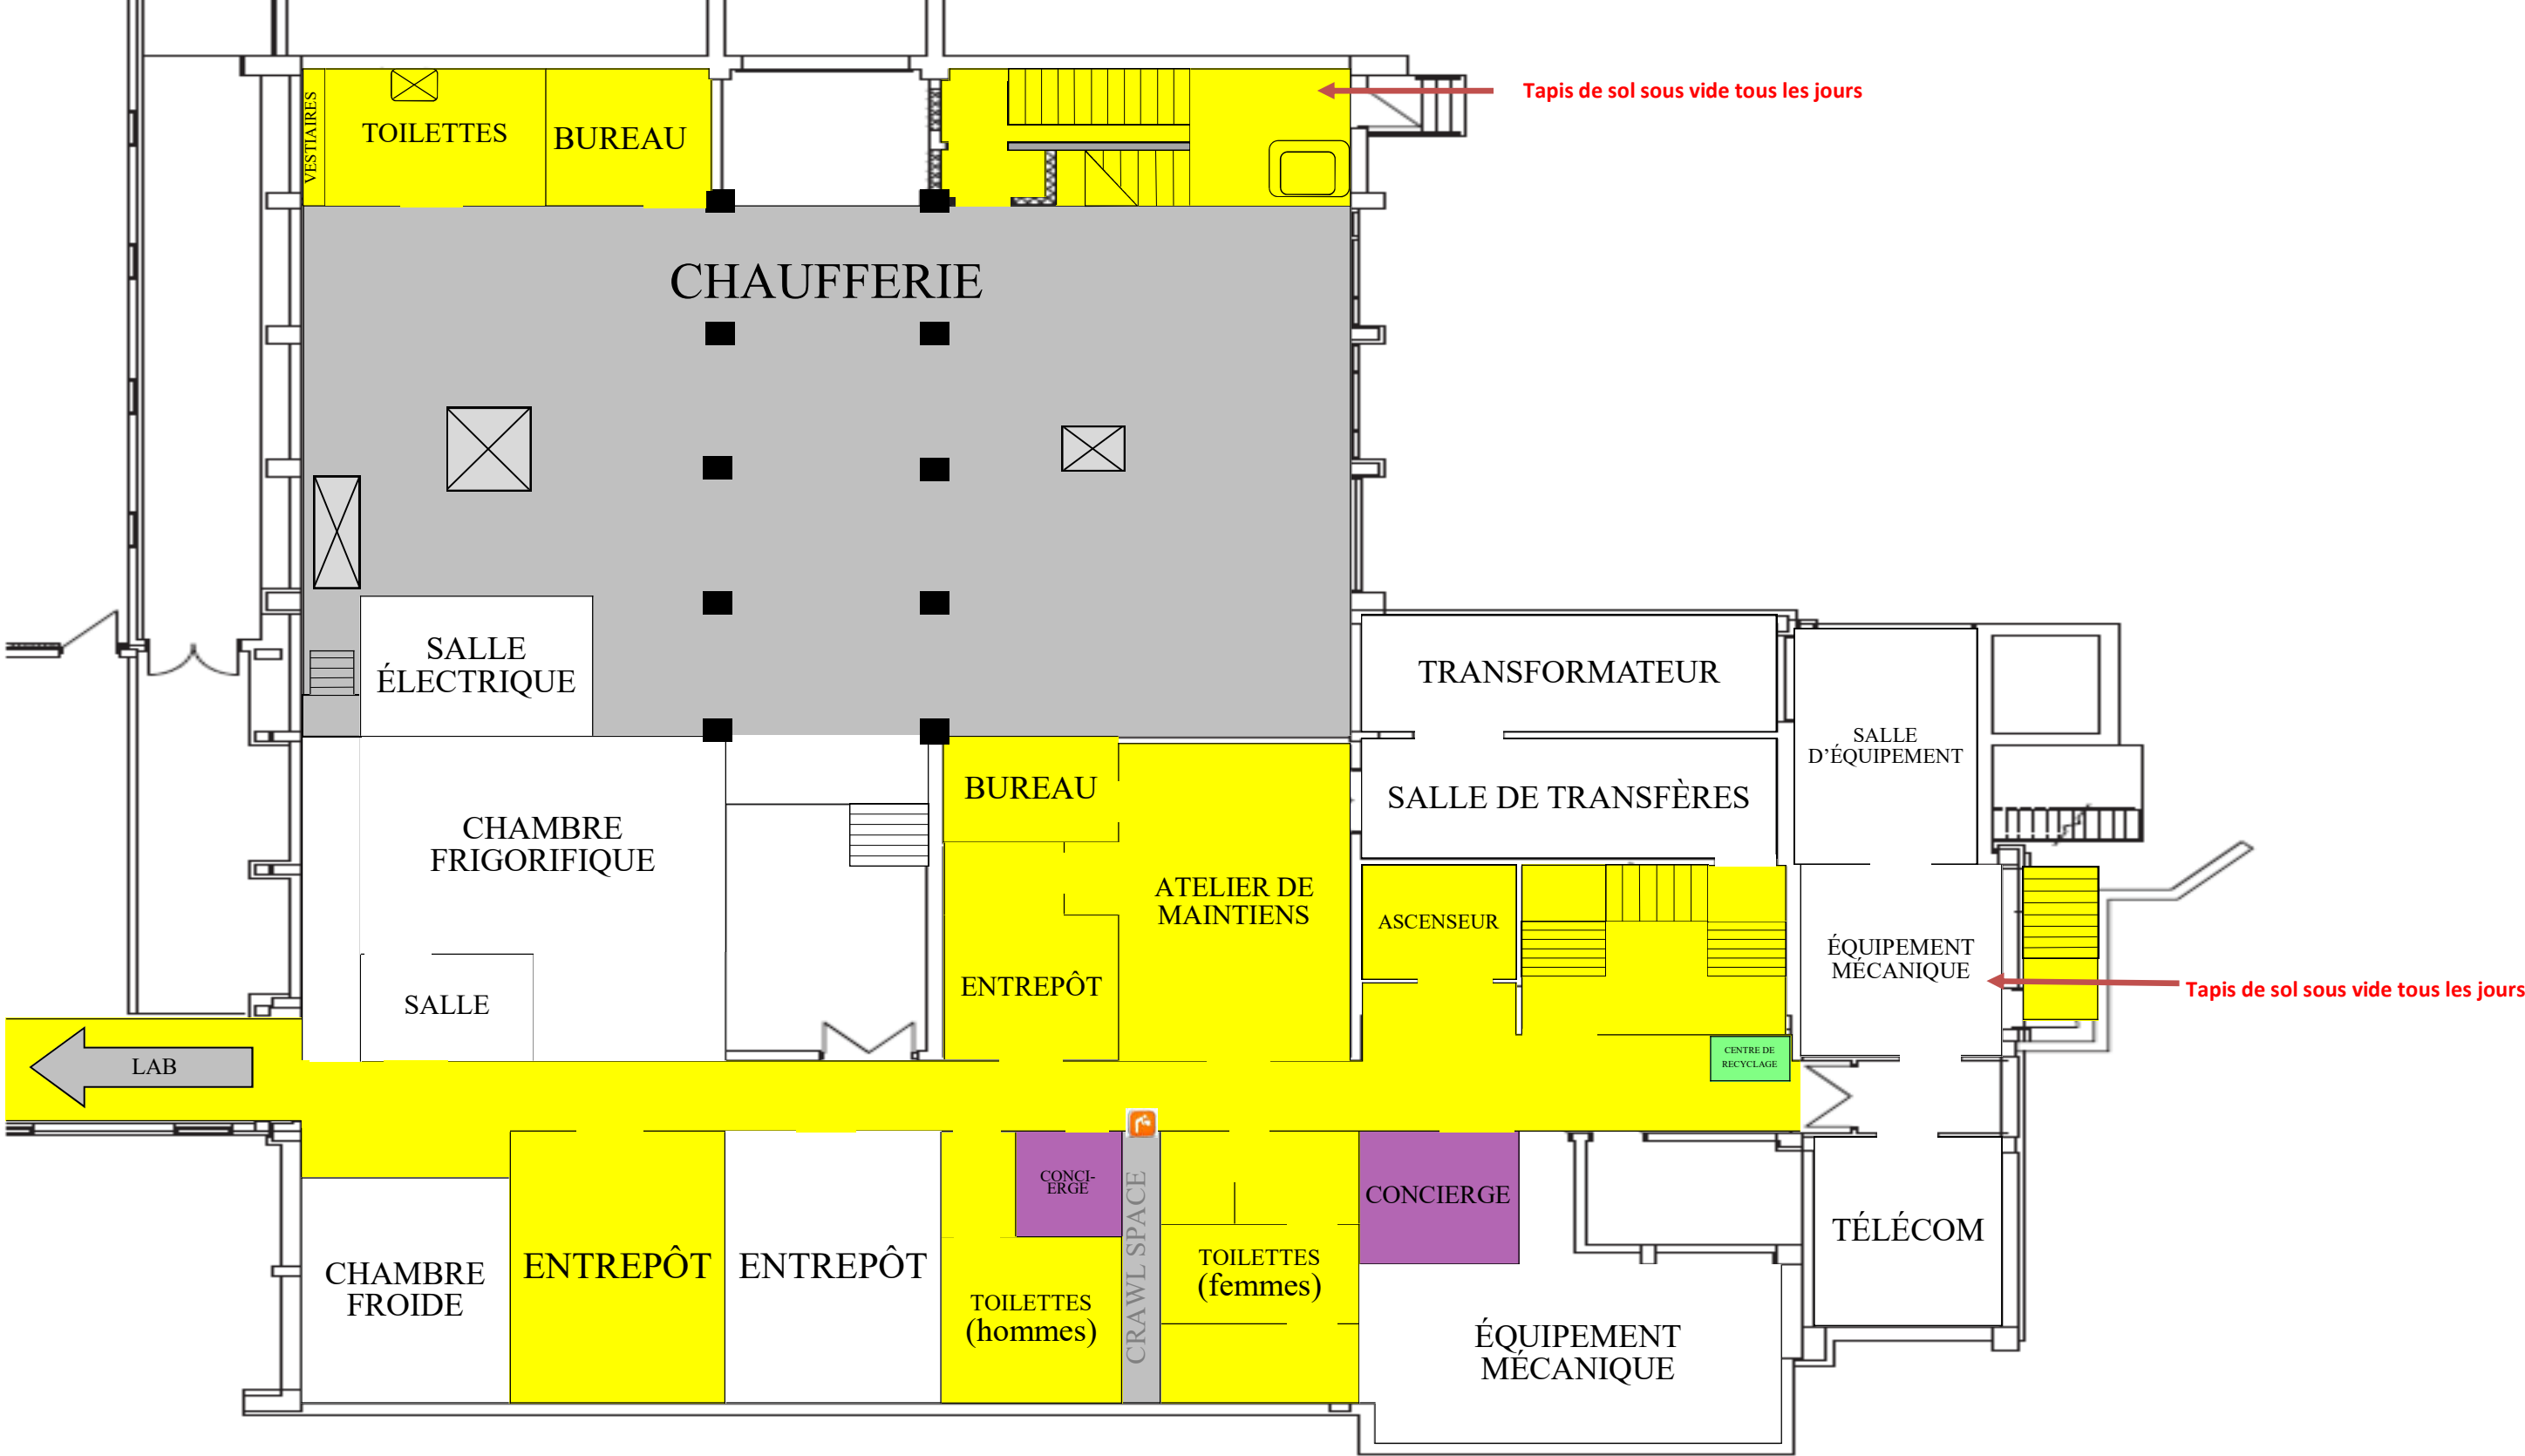 Tapis de sol sous vide tous les jours
VESTIAIRES
TOILETTES
BUREAU
CHAUFFERIE
SALLE
ÉLECTRIQUE
TRANSFORMATEUR
SALLE
D’ÉQUIPEMENT
BUREAU
SALLE DE TRANSFÈRES
CHAMBRE
FRIGORIFIQUE
ATELIER DE
MAINTIENS
ASCENSEUR
ÉQUIPEMENT
MÉCANIQUE
Tapis de sol sous vide tous les jours
ENTREPÔT
SALLE
LAB
CENTRE DE
RECYCLAGE
CONCI-
ERGE
CRAWL SPACE
CONCIERGE
CHAMBRE
FROIDE
ENTREPÔT
ENTREPÔT
TOILETTES
(hommes)
TOILETTES
(femmes)
TÉLÉCOM
ÉQUIPEMENT
MÉCANIQUE